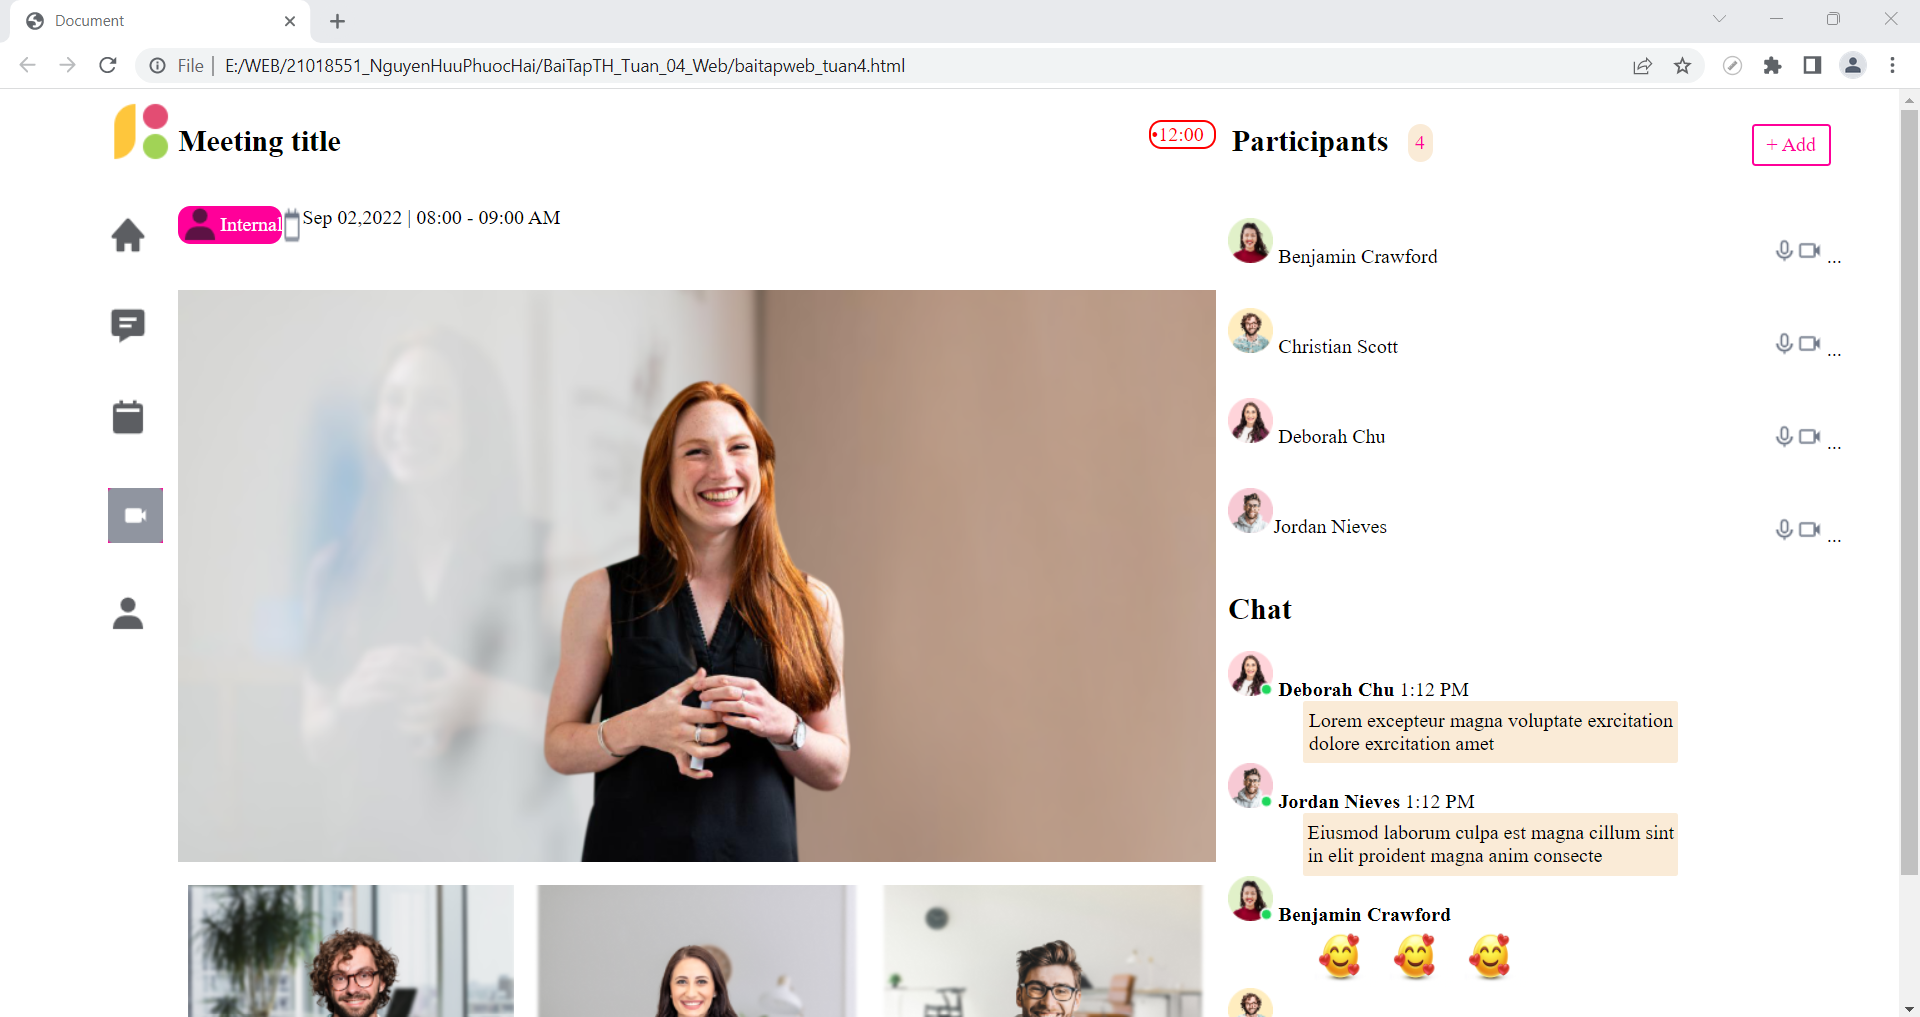 Document
File
E:/WEB/21018551_NguyenHuuPhuocHai/BaiTapTH_Tuan_04_Web/baitapweb_tuan4.html
Meeting title
•12:00
Participants 4
+ Add
Internal
Sep 02,2022 | 08:00 - 09:00 AM
Benjamin Crawford
...
Christian Scott
...
Deborah Chu
...
Jordan Nieves
...
Chat
Deborah Chu 1:12 PM
Lorem excepteur magna voluptate exrcitation
dolore exrcitation amet
Jordan Nieves 1:12 PM
Eiusmod laborum culpa est magna cillum sint
in elit proident magna anim consecte
Benjamin Crawford